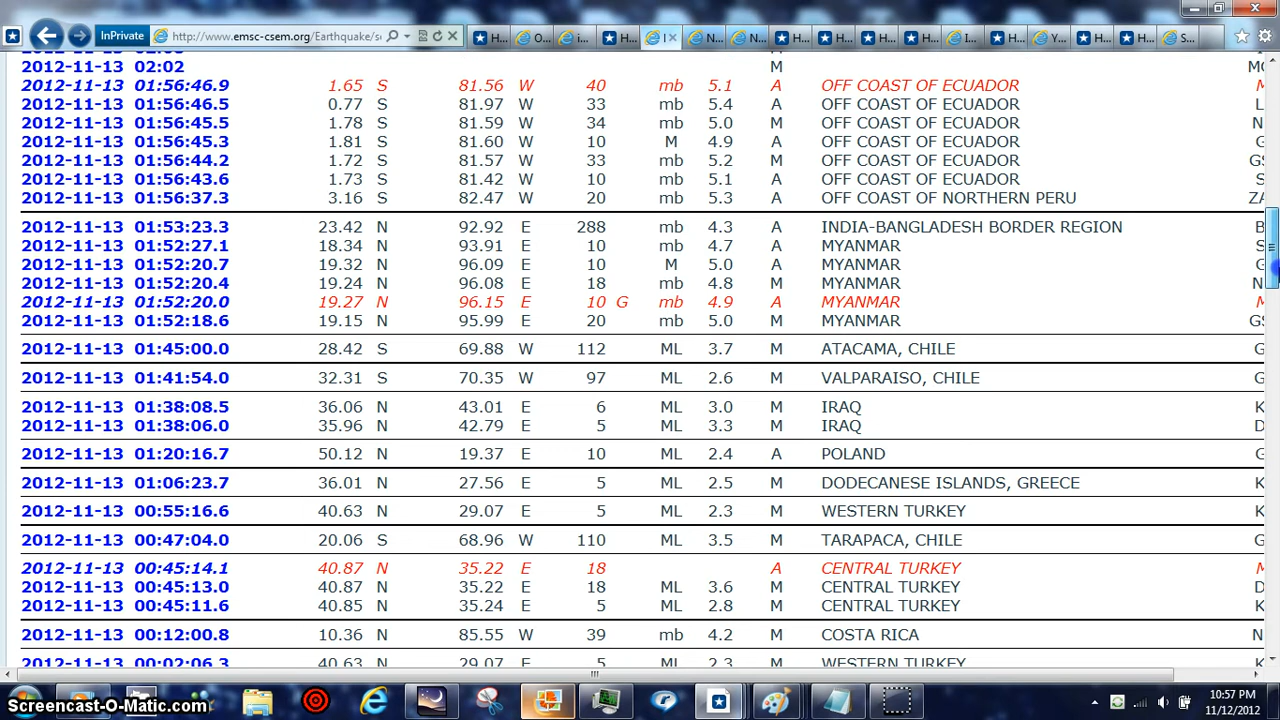 InPrivate http://www.emsc-csem.org/Earthquake/s
2012-11-13 02:02 M
2012-11-13 01:56:46.9 1.65 S 81.56 W 40 mb 5.1 A OFF COAST OF ECUADOR
2012-11-13 01:56:46.5 0.77 S 81.97 W 33 mb 5.4 A OFF COAST OF ECUADOR L
2012-11-13 01:56:45.5 1.78 S 81.59 W 34 mb 5.0 M OFF COAST OF ECUADOR N
2012-11-13 01:56:45.3 1.81 S 81.60 W 10 M 4.9 A OFF COAST OF ECUADOR G
2012-11-13 01:56:44.2 1.72 S 81.57 W 33 mb 5.2 M OFF COAST OF ECUADOR GS
2012-11-13 01:56:43.6 1.73 S 81.42 W 10 mb 5.1 A OFF COAST OF ECUADOR S
2012-11-13 01:56:37.3 3.16 S 82.47 W 20 mb 5.3 A OFF COAST OF NORTHERN PERU ZA
2012-11-13 01:53:23.3 23.42 N 92.92 E 288 mb 4.3 A INDIA-BANGLADESH BORDER REGION B
2012-11-13 01:52:27.1 18.34 N 93.91 E 10 mb 4.7 A MYANMAR S
2012-11-13 01:52:20.7 19.32 N 96.09 E 10 M 5.0 A MYANMAR G
2012-11-13 01:52:20.4 19.24 N 96.08 E 18 mb 4.8 M MYANMAR N
2012-11-13 01:52:20.0 19.27 N 96.15 E 10 G mb 4.9 A MYANMAR
2012-11-13 01:52:18.6 19.15 N 95.99 E 20 mb 5.0 M MYANMAR GS
2012-11-13 01:45:00.0 28.42 S 69.88 W 112 ML 3.7 M ATACAMA, CHILE G
2012-11-13 01:41:54.0 32.31 S 70.35 W 97 ML 2.6 M VALPARAISO, CHILE G
2012-11-13 01:38:08.5 36.06 N 43.01 E 6 ML 3.0 M IRAQ K
2012-11-13 01:38:06.0 35.96 N 42.79 E 5 ML 3.3 M IRAQ D
2012-11-13 01:20:16.7 50.12 N 19.37 E 10 ML 2.4 A POLAND G
2012-11-13 01:06:23.7 36.01 N 27.56 E 5 ML 2.5 M DODECANESE ISLANDS, GREECE K
2012-11-13 00:55:16.6 40.63 N 29.07 E 5 ML 2.3 M WESTERN TURKEY K
2012-11-13 00:47:04.0 20.06 S 68.96 W 110 ML 3.5 M TARAPACA, CHILE G
2012-11-13 00:45:14.1 40.87 N 35.22 E 18 A CENTRAL TURKEY
2012-11-13 00:45:13.0 40.87 N 35.22 E 18 ML 3.6 M CENTRAL TURKEY D
2012-11-13 00:45:11.6 40.85 N 35.24 E 5 ML 2.8 M CENTRAL TURKEY K
2012-11-13 00:12:00.8 10.36 N 85.55 W 39 mb 4.2 M COSTA RICA N
2012-11-13 00:02:06.3 40.63 N 29.07 E 5 ML 2.3 M WESTERN TURKEY K
Screencast-O-Matic.com
10:57 PM
11/12/2012